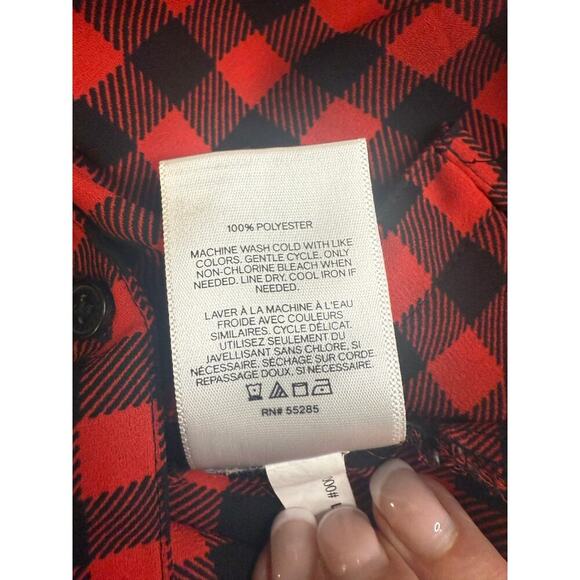 100% POLYESTER
MACHINE WASH COLD WITH LIKE
COLORS. GENTLE CYCLE. ONLY
NON-CHLORINE BLEACH WHEN
NEEDED. LINE DRY. COOL IRON IF
NEEDED.
LAVER À LA MACHINE À L'EAU
FROIDE AVEC COULEURS
SIMILAIRES. CYCLE DÉLICAT.
UTILISEZ SEULEMENT DU
JAVELLISANT SANS CHLORE, SI
NÉCESSAIRE. SÉCHAGE SUR CORDE.
REPASSAGE DOUX, SI NÉCESSAIRE.
RN# 55285